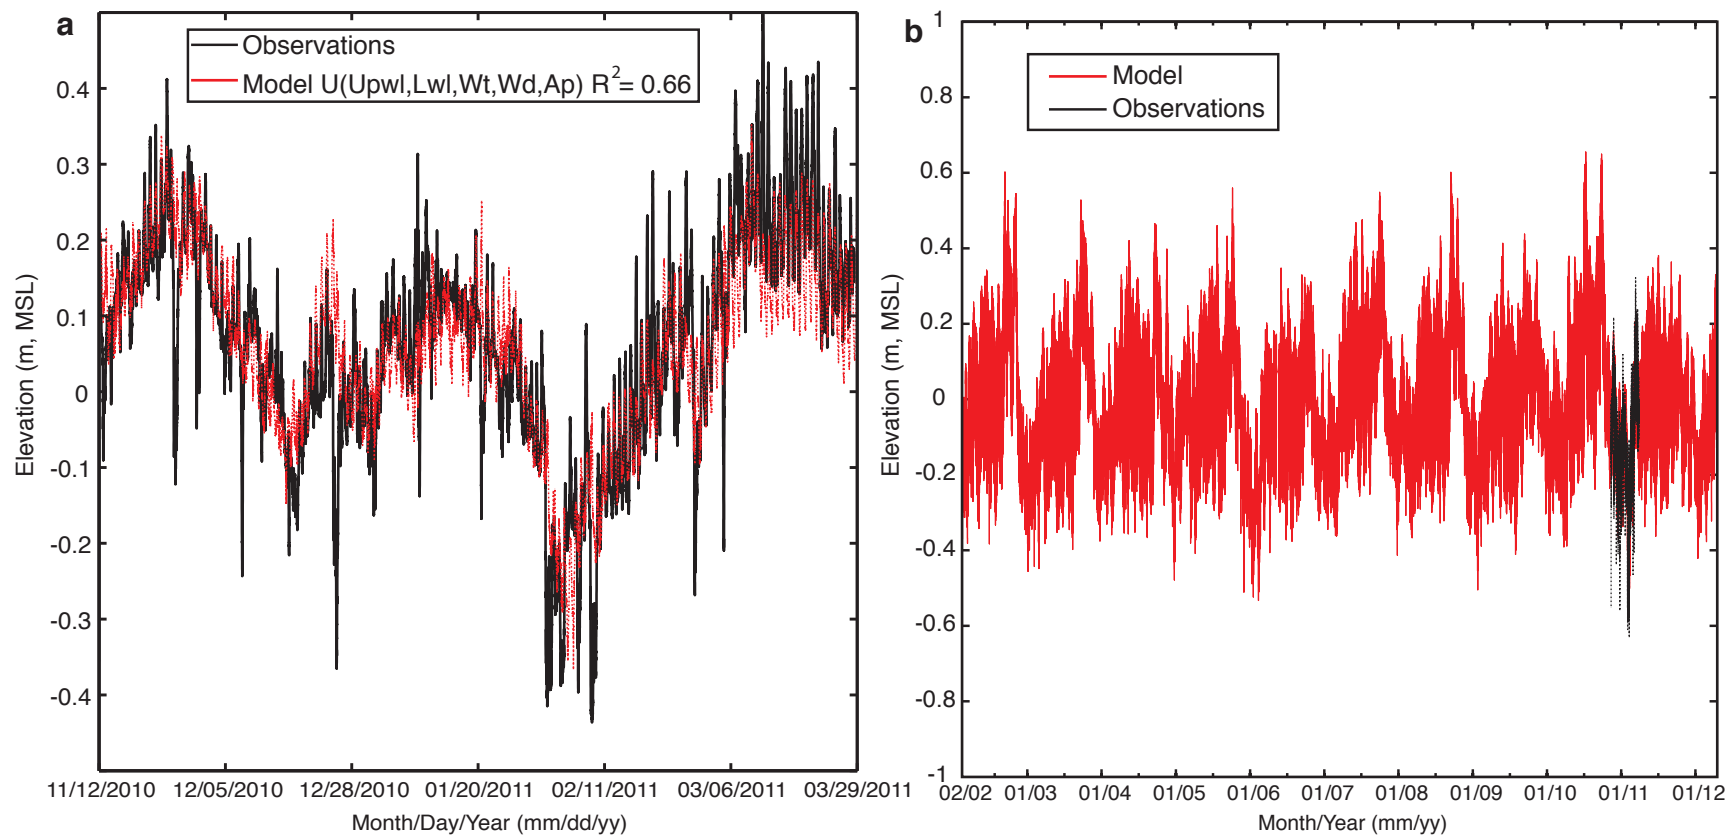 a
Observations
Model U(Upwl,Lwl,Wt,Wd,Ap) R²= 0.66
Elevation (m, MSL)
0.4
0.3
0.2
0.1
0
-0.1
-0.2
-0.3
-0.4
11/12/2010 12/05/2010 12/28/2010 01/20/2011 02/11/2011 03/06/2011 03/29/2011
Month/Day/Year (mm/dd/yy)
b
Model
Observations
Elevation (m, MSL)
1
0.8
0.6
0.4
0.2
0
-0.2
-0.4
-0.6
-0.8
-1
02/02 01/03 01/04 01/05 01/06 01/07 01/08 01/09 01/10 01/11 01/12
Month/Year (mm/yy)